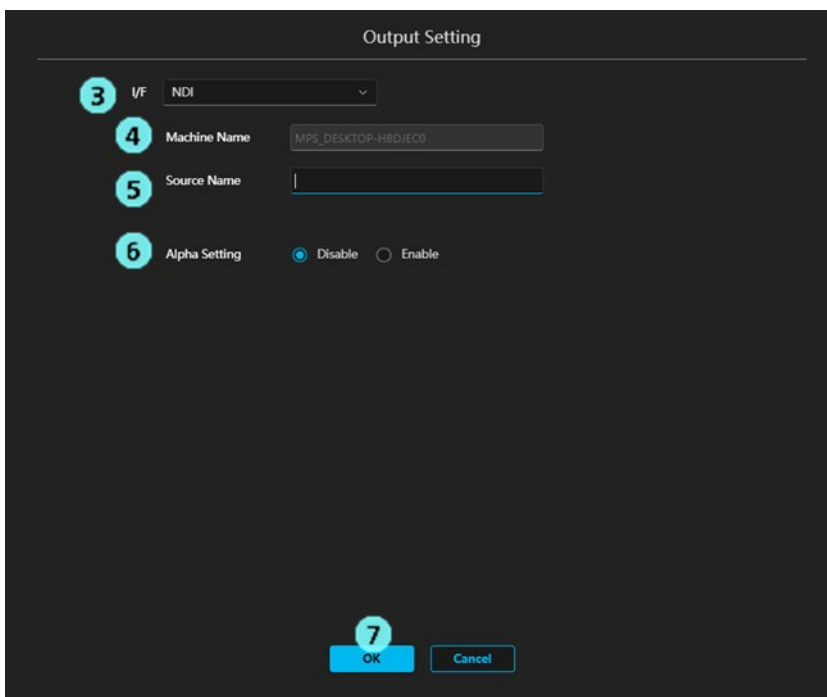 Output Setting
3 I/F NDI
4 Machine Name MPS_DESKTOP-HBDJEC0
5 Source Name
6 Alpha Setting Disable Enable
7
OK Cancel